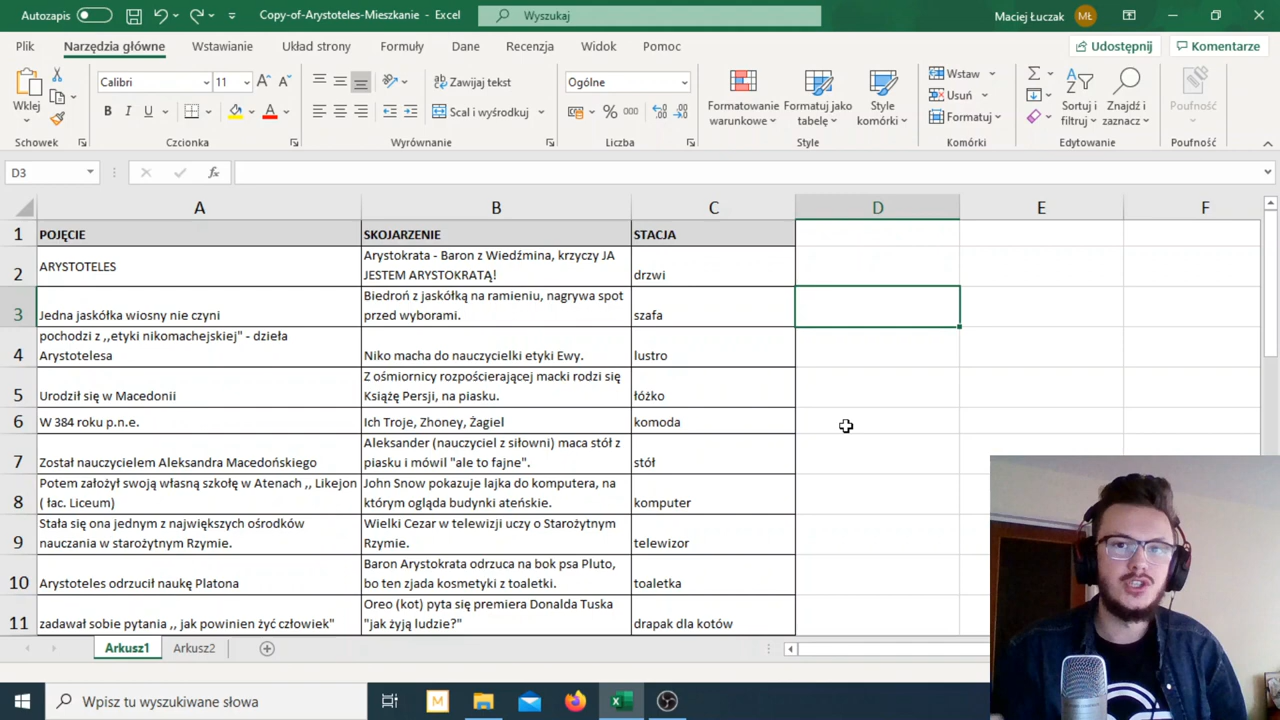 Autozapis
Copy-of-Arystoteles-Mieszkanie - Excel
Wyszukaj
Maciej Łuczak
MŁ
Plik
Narzędzia główne
Wstawianie
Układ strony
Formuły
Dane
Recenzja
Widok
Pomoc
Udostępnij
Komentarze
Wklej
Calibri
11
Zawijaj tekst
Scal i wyśrodkuj
Ogólne
Formatowanie
warunkowe
Formatuj jako
tabelę
Style
komórki
Wstaw
Usuń
Formatuj
Sortuj i
filtruj
Znajdź i
zaznacz
Poufność
Schowek
Czcionka
Wyrównanie
Liczba
Style
Komórki
Edytowanie
Poufność
D3
A B C D E F
1 POJĘCIE SKOJARZENIE STACJA
Arystokrata - Baron z Wiedźmina, krzyczy JA
2 ARYSTOTELES JESTEM ARYSTOKRATĄ! drzwi
Biedroń z jaskółką na ramieniu, nagrywa spot
3 Jedna jaskółka wiosny nie czyni przed wyborami. szafa
pochodzi z ,,etyki nikomachejskiej" - dzieła
4 Arystotelesa Niko macha do nauczycielki etyki Ewy. lustro
Z ośmiornicy rozpościerającej macki rodzi się
5 Urodził się w Macedonii Książę Persji, na piasku. łóżko
6 W 384 roku p.n.e. Ich Troje, Zhoney, Żagiel komoda
Aleksander (nauczyciel z siłowni) maca stół z
7 Został nauczycielem Aleksandra Macedońskiego piasku i mówił "ale to fajne". stół
Potem założył swoją własną szkołę w Atenach ,, Likejon John Snow pokazuje lajka do komputera, na
8 ( łac. Liceum) którym ogląda budynki ateńskie. komputer
Stała się ona jednym z największych ośrodków Wielki Cezar w telewizji uczy o Starożytnym
9 nauczania w starożytnym Rzymie. Rzymie. telewizor
Baron Arystokrata odrzuca na bok psa Pluto,
10 Arystoteles odrzucił naukę Platona bo ten zjada kosmetyki z toaletki. toaletka
Oreo (kot) pyta się premiera Donalda Tuska
11 zadawał sobie pytania ,, jak powinien żyć człowiek" "jak żyją ludzie?" drapak dla kotów
Arkusz1
Arkusz2
Wpisz tu wyszukiwane słowa